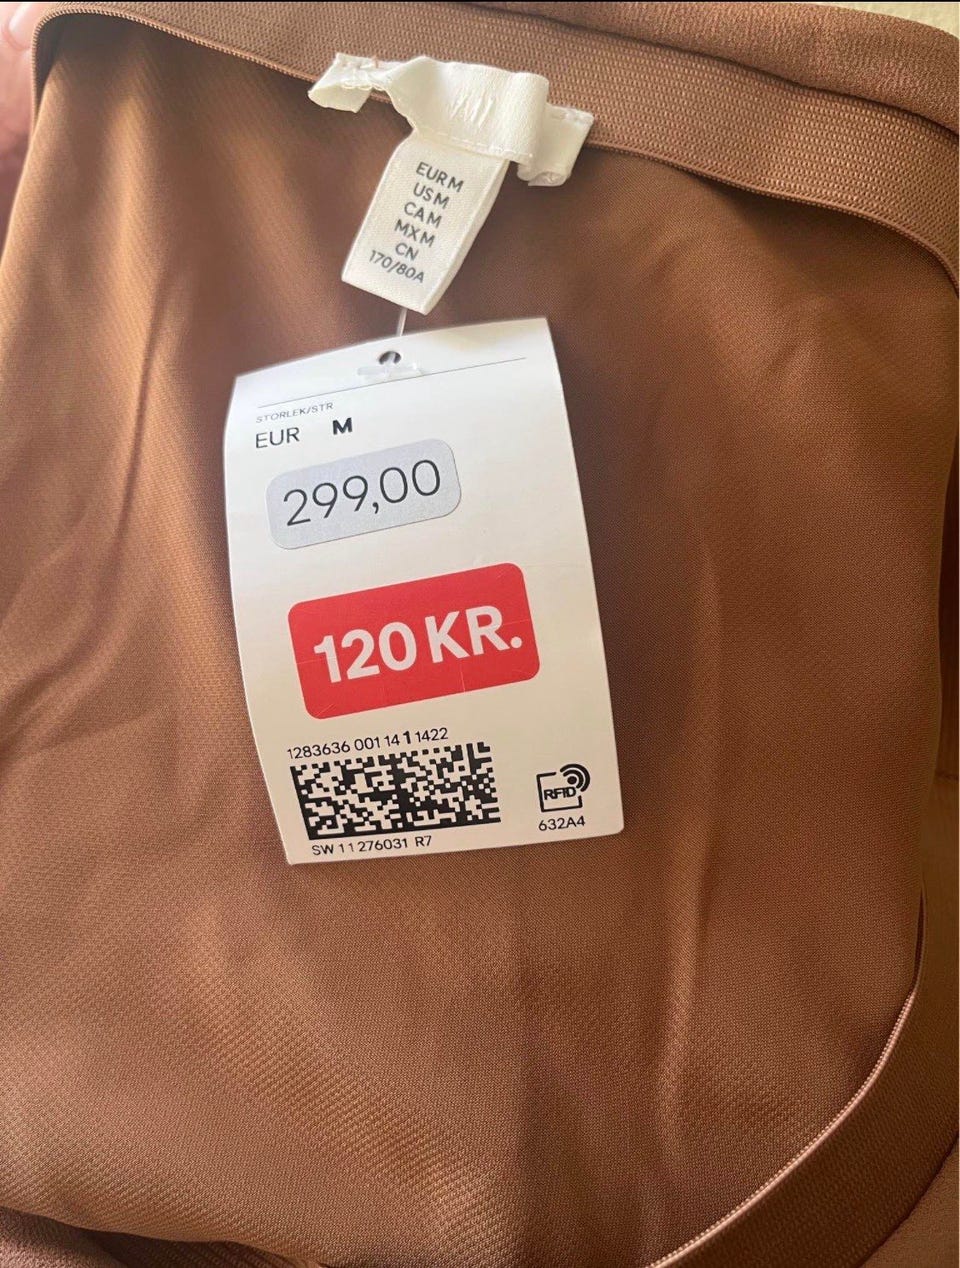 EUR M
US M
CA M
MX M
CN
170/80A
STORLEK/STR
EUR M
299,00
120 KR.
1283636 001 14 1 1422
RFID
632A4
SW 11 276031 R7